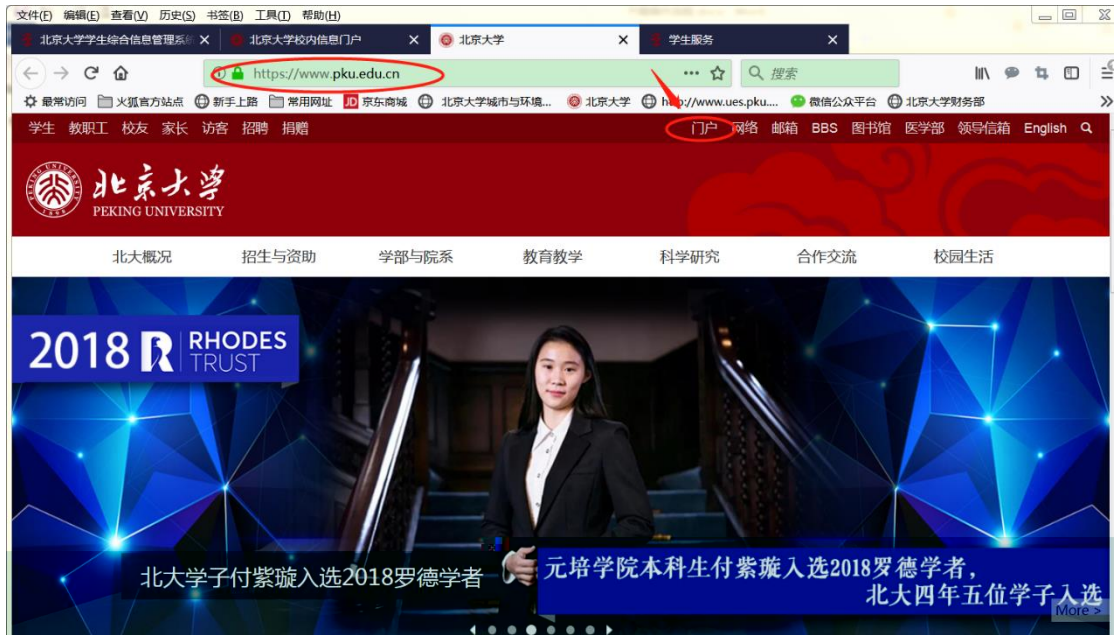 文件(F) 编辑(E) 查看(V) 历史(S) 书签(B) 工具(T) 帮助(H)
北京大学学生综合信息管理系统
北京大学校内信息门户
北京大学
学生服务
https://www.pku.edu.cn
搜索
最常访问 火狐官方站点 新手上路 常用网址 JD 京东商城 北京大学城市与环境... 北京大学 http://www.ues.pku.... 微信公众平台 北京大学财务部
学生 教职工 校友 家长 访客 招聘 捐赠 门户 网络 邮箱 BBS 图书馆 医学部 领导信箱 English
北京大学
PEKING UNIVERSITY
北大概况 招生与资助 学部与院系 教育教学 科学研究 合作交流 校园生活
2018 R RHODES
TRUST
北大学子付紫璇入选2018罗德学者
元培学院本科生付紫璇入选2018罗德学者,
北大四年五位学子入选
More >